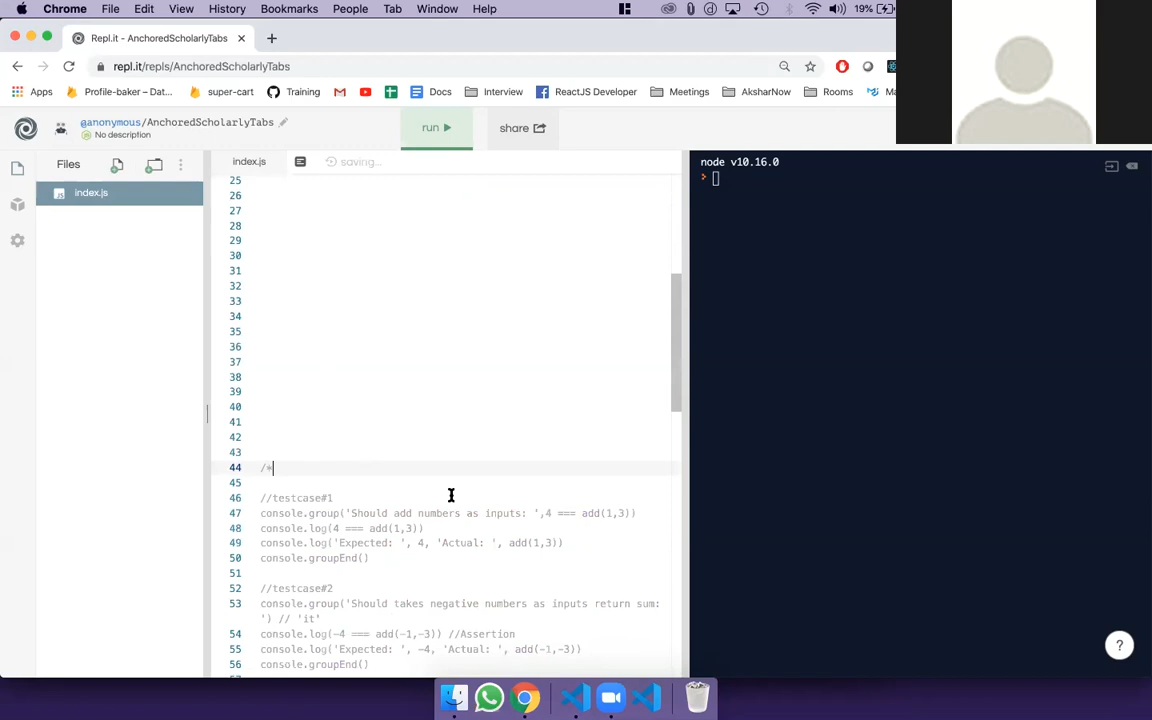 Chrome File Edit View History Bookmarks People Tab Window Help 19%
Repl.it - AnchoredScholarlyTabs
repl.it/repls/AnchoredScholarlyTabs
Apps Profile-baker – Dat... super-cart Training Docs Interview ReactJS Developer Meetings AksharNow Rooms
@anonymous/AnchoredScholarlyTabs
No description
run
share
Files
index.js
index.js
saving...
node v10.16.0
25
26
27
28
29
30
31
32
33
34
35
36
37
38
39
40
41
42
43
44 /*
45
46 //testcase#1
47 console.group('Should add numbers as inputs: ',4 === add(1,3))
48 console.log(4 === add(1,3))
49 console.log('Expected: ', 4, 'Actual: ', add(1,3))
50 console.groupEnd()
51
52 //testcase#2
53 console.group('Should takes negative numbers as inputs return sum:
') // 'it'
54 console.log(-4 === add(-1,-3)) //Assertion
55 console.log('Expected: ', -4, 'Actual: ', add(-1,-3))
56 console.groupEnd()
?